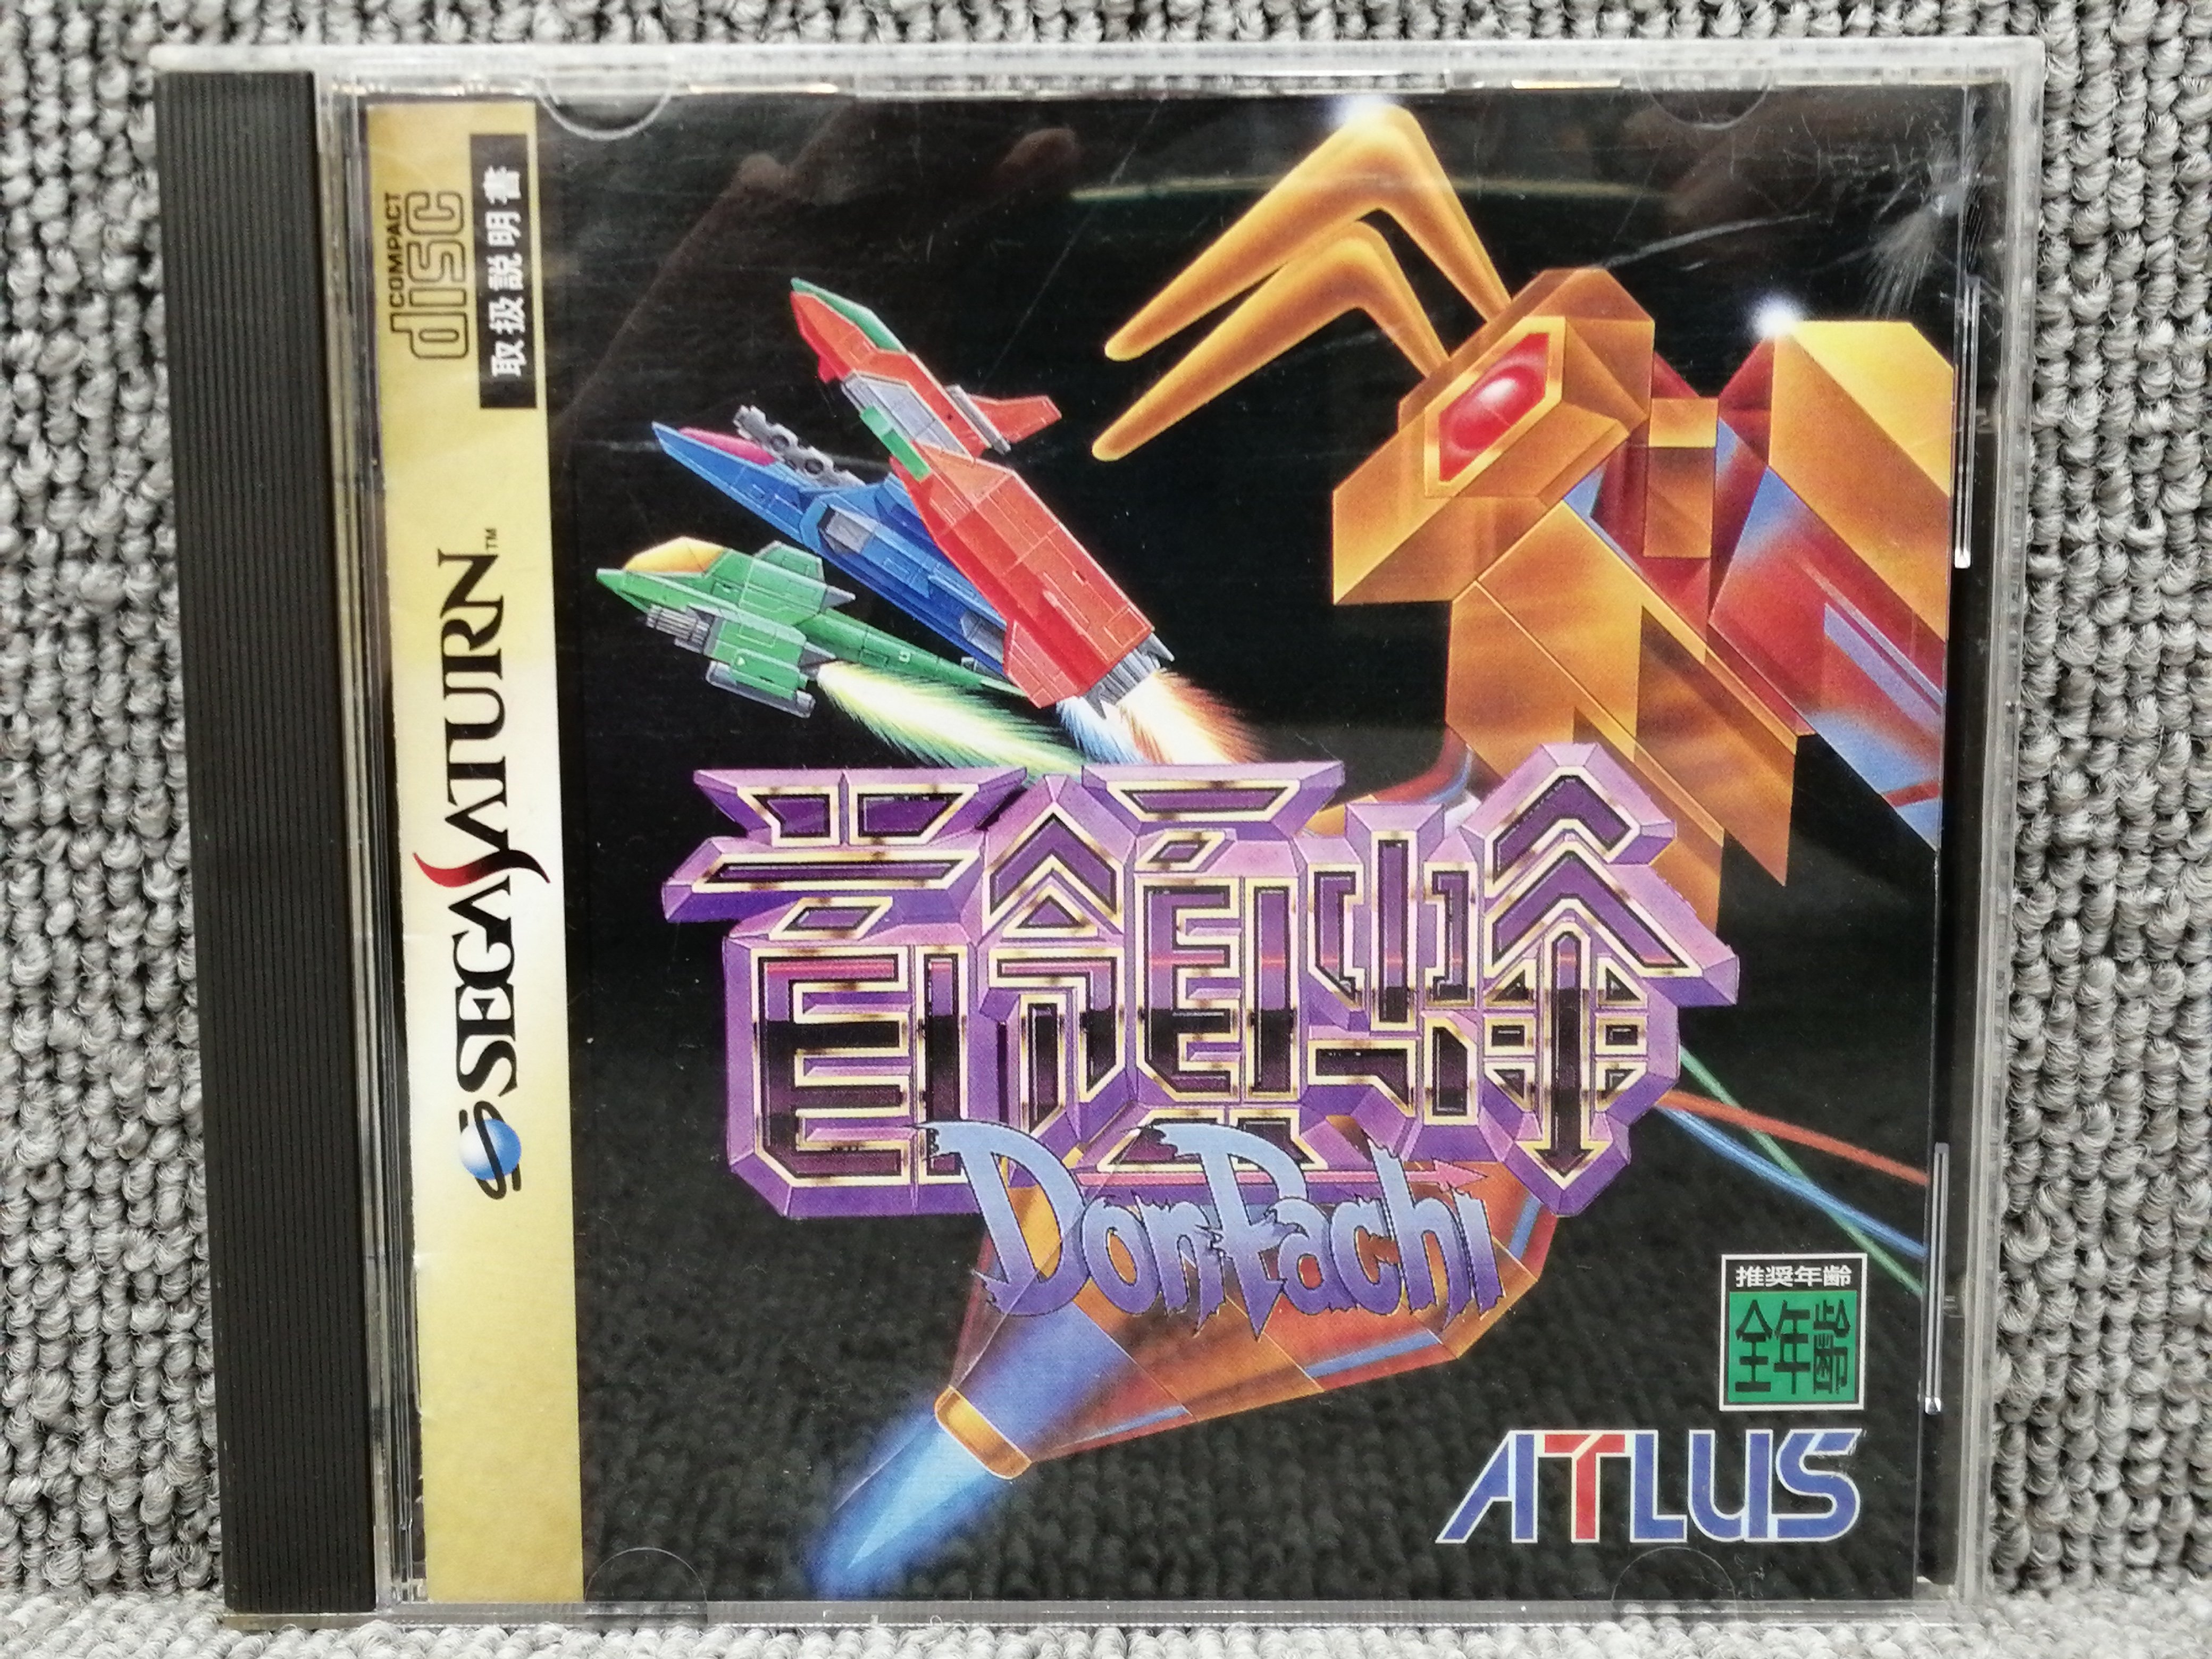 COMPACT
disc
取扱説明書
SEGA SATURN™
首領蜂
DonPachi
推奨年齢
全年齢
ATLUS